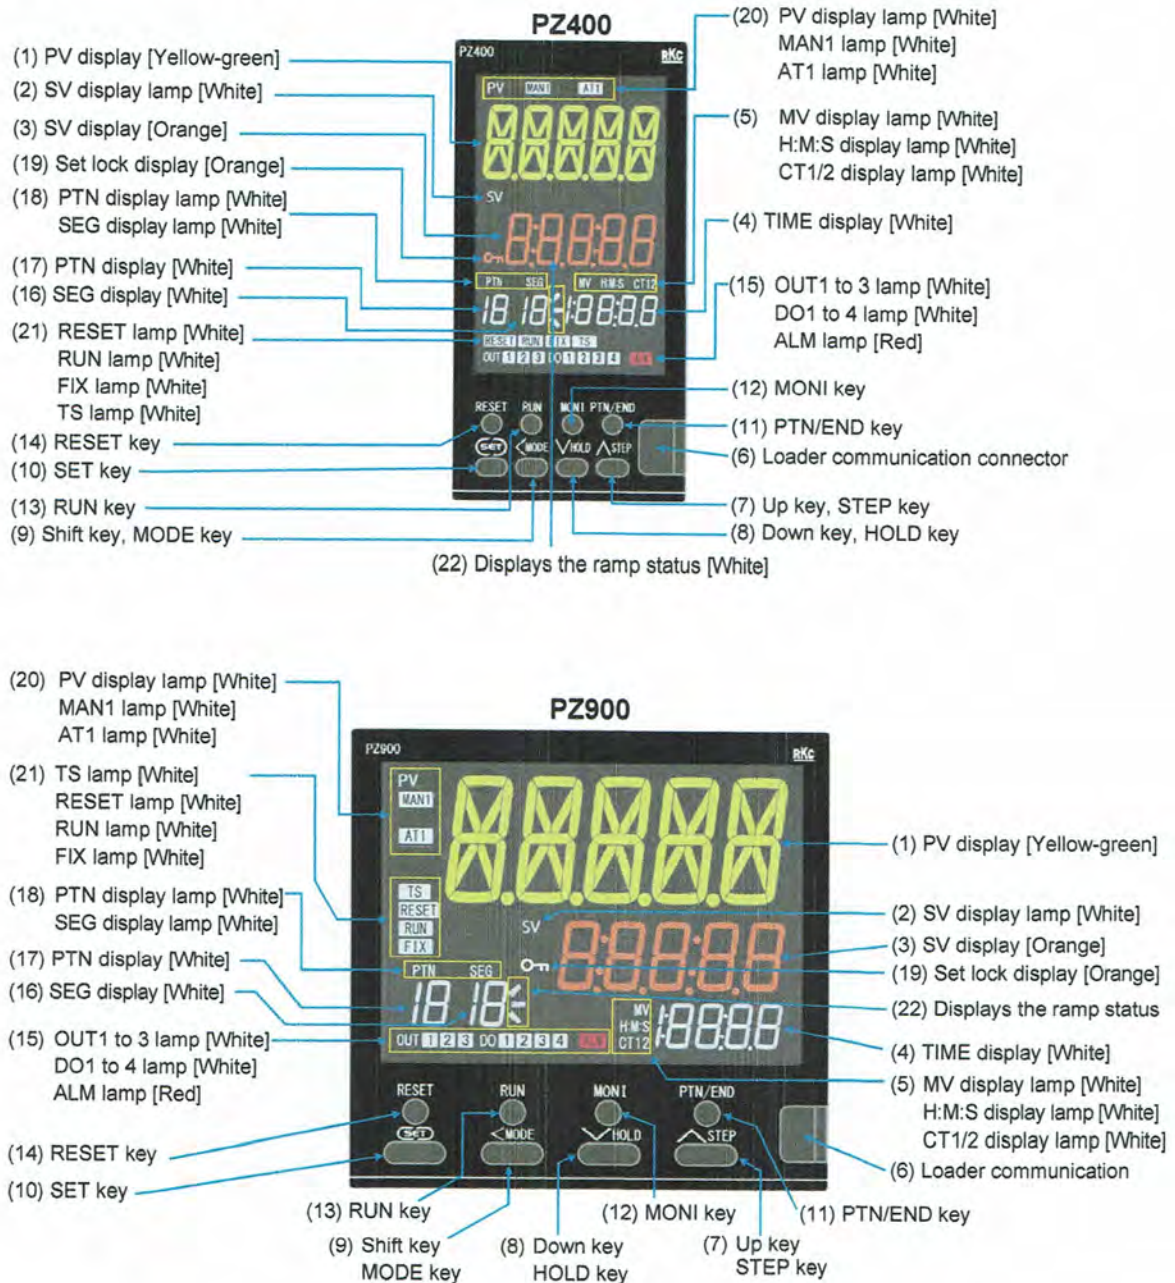 PZ400
(1) PV display [Yellow-green]
(2) SV display lamp [White]
(3) SV display [Orange]
(19) Set lock display [Orange]
(18) PTN display lamp [White]
SEG display lamp [White]
(17) PTN display [White]
(16) SEG display [White]
(21) RESET lamp [White]
RUN lamp [White]
FIX lamp [White]
TS lamp [White]
(14) RESET key
(10) SET key
(13) RUN key
(9) Shift key, MODE key
PZ400 RKC
PV MAN1 AT1
SV
PTN SEG MV H:M:S CT12
18 18 1:88:8.8
RESET RUN FIX TS
OUT 1 2 3 DO 1 2 3 4 ALM
RESET RUN MONI PTN/END
SET <MODE HOLD STEP
(20) PV display lamp [White]
MAN1 lamp [White]
AT1 lamp [White]
(5) MV display lamp [White]
H:M:S display lamp [White]
CT1/2 display lamp [White]
(4) TIME display [White]
(15) OUT1 to 3 lamp [White]
DO1 to 4 lamp [White]
ALM lamp [Red]
(12) MONI key
(11) PTN/END key
(6) Loader communication connector
(7) Up key, STEP key
(8) Down key, HOLD key
(22) Displays the ramp status [White]
PZ900
(20) PV display lamp [White]
MAN1 lamp [White]
AT1 lamp [White]
(21) TS lamp [White]
RESET lamp [White]
RUN lamp [White]
FIX lamp [White]
(18) PTN display lamp [White]
SEG display lamp [White]
(17) PTN display [White]
(16) SEG display [White]
(15) OUT1 to 3 lamp [White]
DO1 to 4 lamp [White]
ALM lamp [Red]
(14) RESET key
(10) SET key
PZ900 RKC
PV
MAN1
AT1
TS
RESET
RUN
FIX
SV
PTN SEG
18 18
MV
H:M:S
CT12
1:88:8.8
OUT 1 2 3 DO 1 2 3 4 ALM
RESET RUN MONI PTN/END
SET <MODE HOLD STEP
(1) PV display [Yellow-green]
(2) SV display lamp [White]
(3) SV display [Orange]
(19) Set lock display [Orange]
(22) Displays the ramp status
(4) TIME display [White]
(5) MV display lamp [White]
H:M:S display lamp [White]
CT1/2 display lamp [White]
(6) Loader communication
(13) RUN key
(12) MONI key
(11) PTN/END key
(9) Shift key
MODE key
(8) Down key
HOLD key
(7) Up key
STEP key